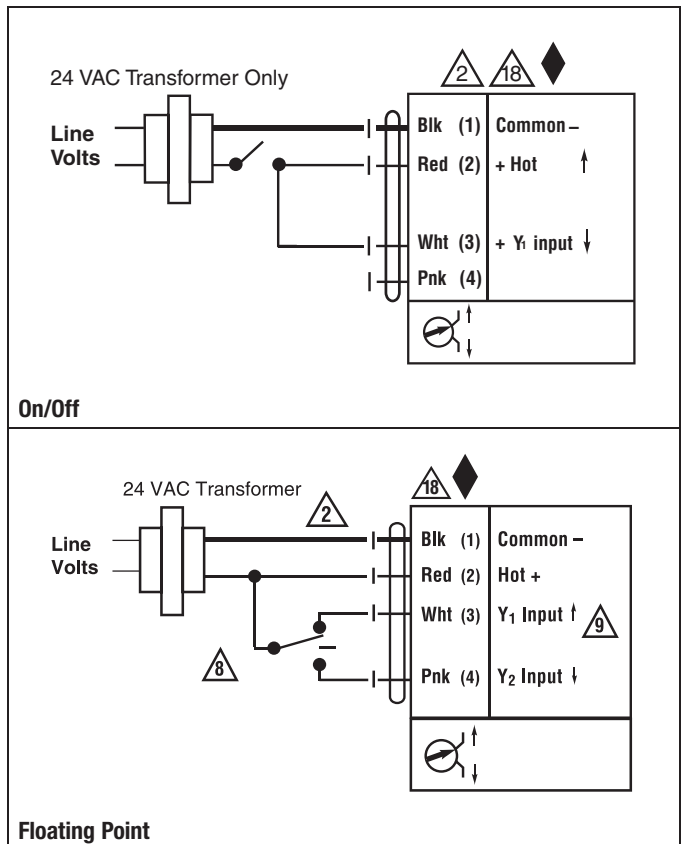 24 VAC Transformer Only
2
18
Line
Volts
Blk (1) Common –
Red (2) + Hot ↑
Wht (3) + Y1 input ↓
Pnk (4)
↑
↓
On/Off
24 VAC Transformer
2
18
Line
Volts
Blk (1) Common –
Red (2) Hot +
Wht (3) Y1 Input ↑
9
8
Pnk (4) Y2 Input ↓
↑
↓
Floating Point